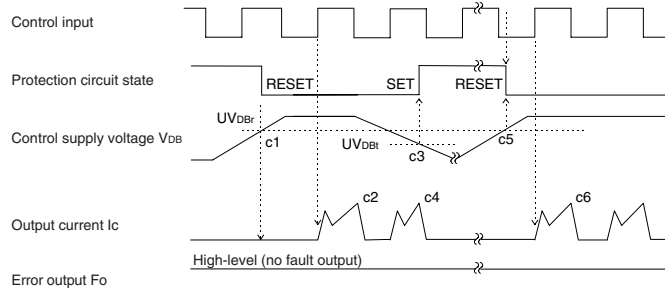 Control input
Protection circuit state
RESET
SET
RESET
UVDBr
Control supply voltage VDB
c1
UVDBt
c3
c5
c2
c4
c6
Output current Ic
High-level (no fault output)
Error output Fo